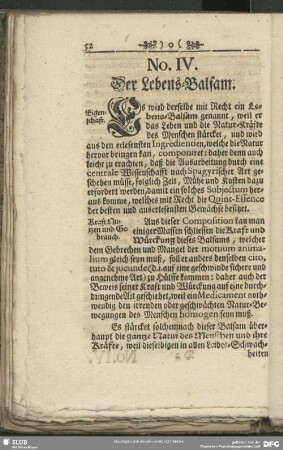 52
No. IV.
Der Lebens-Balsam.
Eigen-
schafft.
Es wird derselbe mit Recht ein Le-
bens-Balsam genannt, weil er
das Leben und die Natur-Kräfte
des Menschen stärcket, und wird
aus den erlesensten Ingredientien, welche die Natur
hervor bringen kan, componiret: daher dem auch
leicht zu erachten, daß die Ausarbeitung durch eine
centrale Wissenschafft nach Spagyrischer Art ge-
schehen müsse, folglich Zeit, Mühe und Kosten dazu
erfordert werden, damit ein solches Subjectum her-
aus komme, welches mit Recht die Quint-Essence
der besten und auserlesensten Gewächse besitzet.
Krafft, Nu-
tzen und Ge-
brauch.
Aus dieser Composition kan man
einiger Massen schliessen die Kraft und
Würckung dieses Balsams; welcher
dem Gebrechen und Mangel der motuum anima-
lium gleich seyn muß, soll er anders denselben cito,
tuto & jucunde (d. i. auf eine geschwinde sichere und
angenehme Art) zu Hülffe kommen: daher auch der
Beweis seiner Kraft und Würckung auf eine durch-
dringende Art geschiehet, weil ein Medicament noth-
wendig den irrenden oder geschwächten Natur-Be-
wegungen des Menschen homogen seyn muß.
Es stärcket solchemnach dieser Balsam über-
haupt die gantze Natur des Menschen und ihre
Kräfte, weil dieselbigen in allen Leibes-Schwach-
heiten
SLUB
DFG